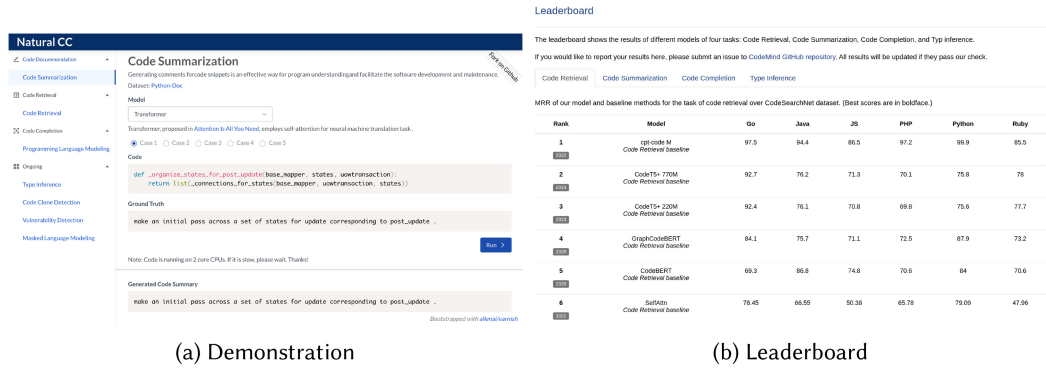 Natural CC
Code Documendation
Code Summarization
Code Retrieval
Code Retrieval
Code Completion
Programming Language Modeling
Ongoing
Type Inference
Code Clone Detection
Vulnerability Detection
Masked Language Modeling
Fork on Github
Code Summarization
Generating comments forcode snippets is an effective way for program understandingand facilitate the software development and maintenance.
Dataset: Python-Doc
Model
Transformer
Transformer, proposed in Attention Is All You Need, employs self-attention for neural machine translation task .
Case 1 Case 2 Case 3 Case 4 Case 5
Code
def _organize_states_for_post_update(base_mapper, states, uowtransaction):
return list(_connections_for_states(base_mapper, uowtransaction, states))
Ground Truth
make an initial pass across a set of states for update corresponding to post_update .
Run >
Note: Code is running on 2 core CPUs, If it is slow, please wait. Thanks!
Generated Code Summary
make an initial pass across a set of states for update corresponding to post_update .
Bootstrapped with allenai/varnish
(a) Demonstration
Leaderboard
The leaderboard shows the results of different models of four tasks: Code Retrieval, Code Summarization, Code Completion, and Typ Inference.
If you would like to report your results here, please submit an issue to CodeMind GitHub repository. All results will be updated if they pass our check.
Code Retrieval Code Summarization Code Completion Type Inference
MRR of our model and baseline methods for the task of code retrieval over CodeSearchNet dataset. (Best scores are in boldface.)
Rank Model Go Java JS PHP Python Ruby
1 cpt-code M 97.5 94.4 86.5 97.2 99.9 85.5
2022 Code Retrieval baseline
2 CodeT5+ 770M 92.7 76.2 71.3 70.1 75.8 78
2023 Code Retrieval baseline
3 CodeT5+ 220M 92.4 76.1 70.8 69.8 75.6 77.7
2023 Code Retrieval baseline
4 GraphCodeBERT 84.1 75.7 71.1 72.5 87.9 73.2
2020 Code Retrieval baseline
5 CodeBERT 69.3 86.8 74.8 70.6 84 70.6
2020 Code Retrieval baseline
6 SelfAttn 78.45 66.55 50.38 65.78 79.09 47.96
2021 Code Retrieval baseline
(b) Leaderboard